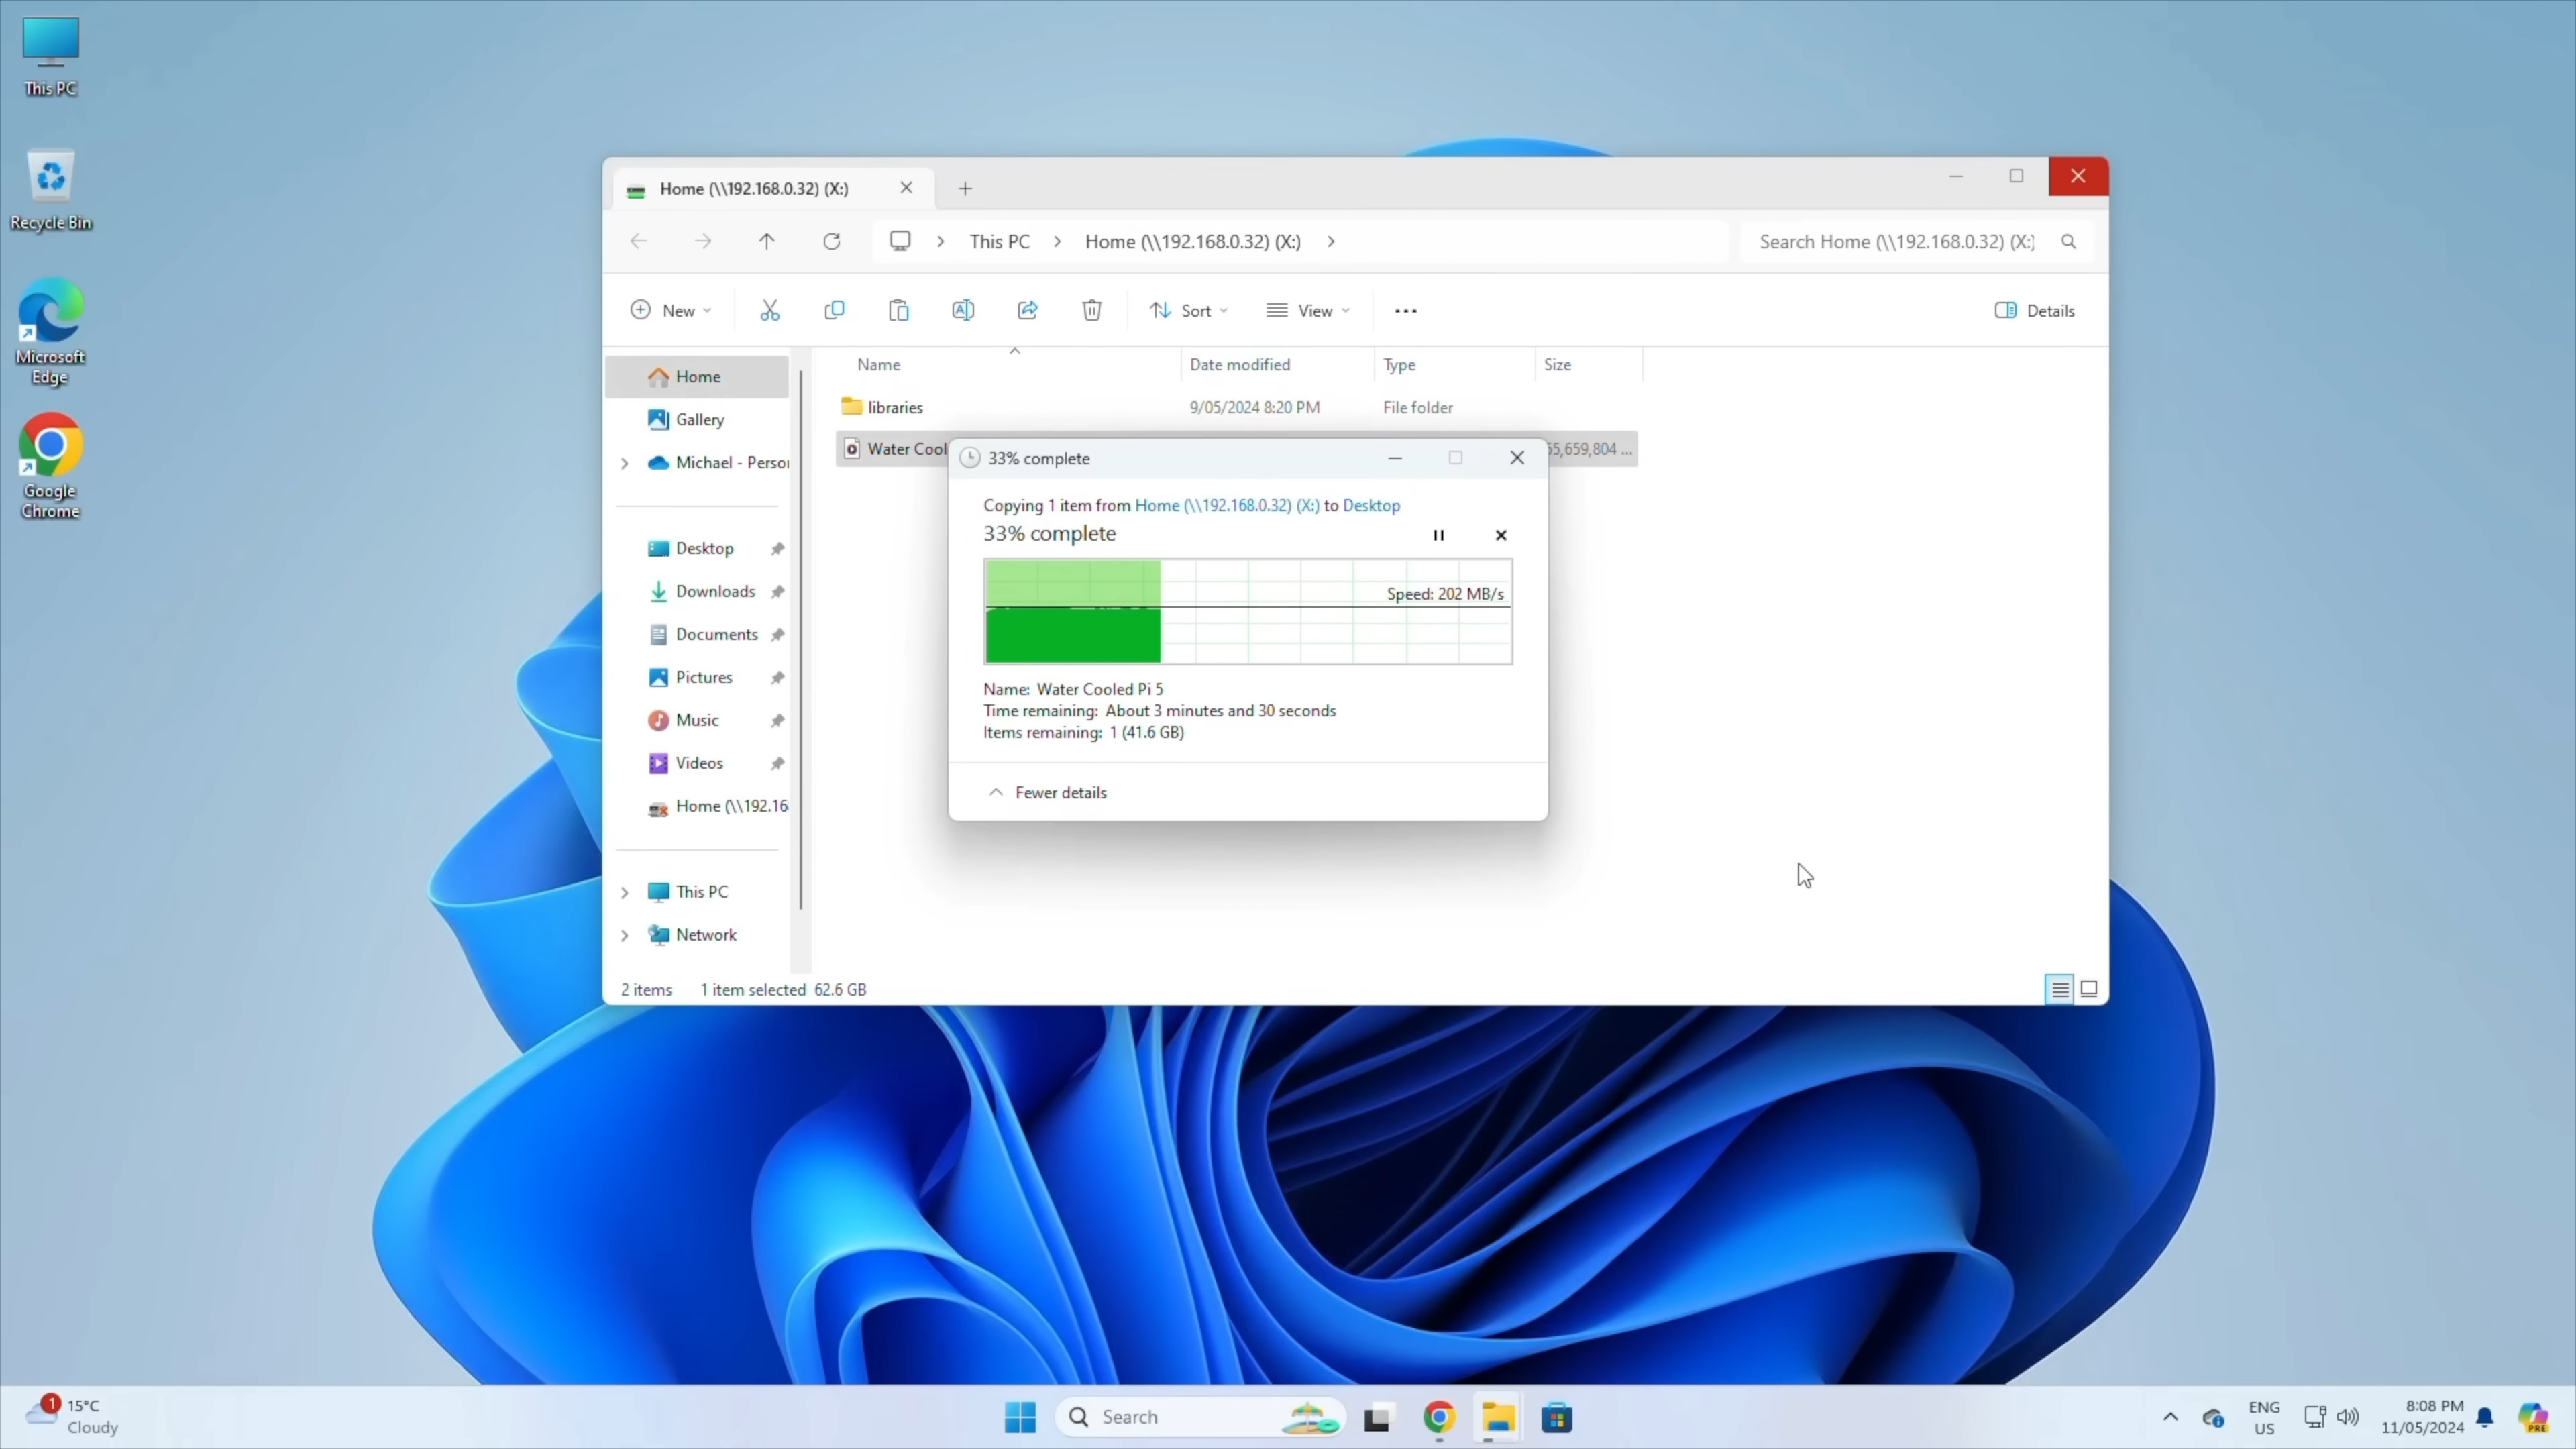 This PC
Recycle Bin
Microsoft
Edge
Google
Chrome
Home (\\192.168.0.32) (X:)
This PC
Home (\\192.168.0.32) (X:)
Search Home (\\192.168.0.32) (X:)
New
Sort
View
Details
Home
Gallery
Michael - Person
Desktop
Downloads
Documents
Pictures
Music
Videos
Home (\\192.16
This PC
Network
Name
Date modified
Type
Size
libraries
9/05/2024 8:20 PM
File folder
Water Cool
55,659,804 ...
33% complete
Copying 1 item from Home (\\192.168.0.32) (X:) to Desktop
33% complete
Speed: 202 MB/s
Name: Water Cooled Pi 5
Time remaining: About 3 minutes and 30 seconds
Items remaining: 1 (41.6 GB)
Fewer details
2 items 1 item selected 62.6 GB
1
15°C
Cloudy
Search
ENG
US
8:08 PM
11/05/2024
PRE